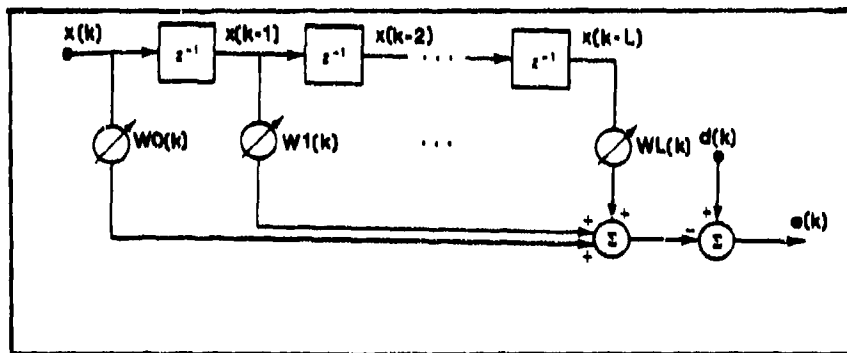 x(k) x(k-1) x(k-2) x(k-L)
z⁻¹ z⁻¹ ... z⁻¹
W0(k) W1(k) ... WL(k) d(k)
+ + + -
+ Σ Σ e(k)
+